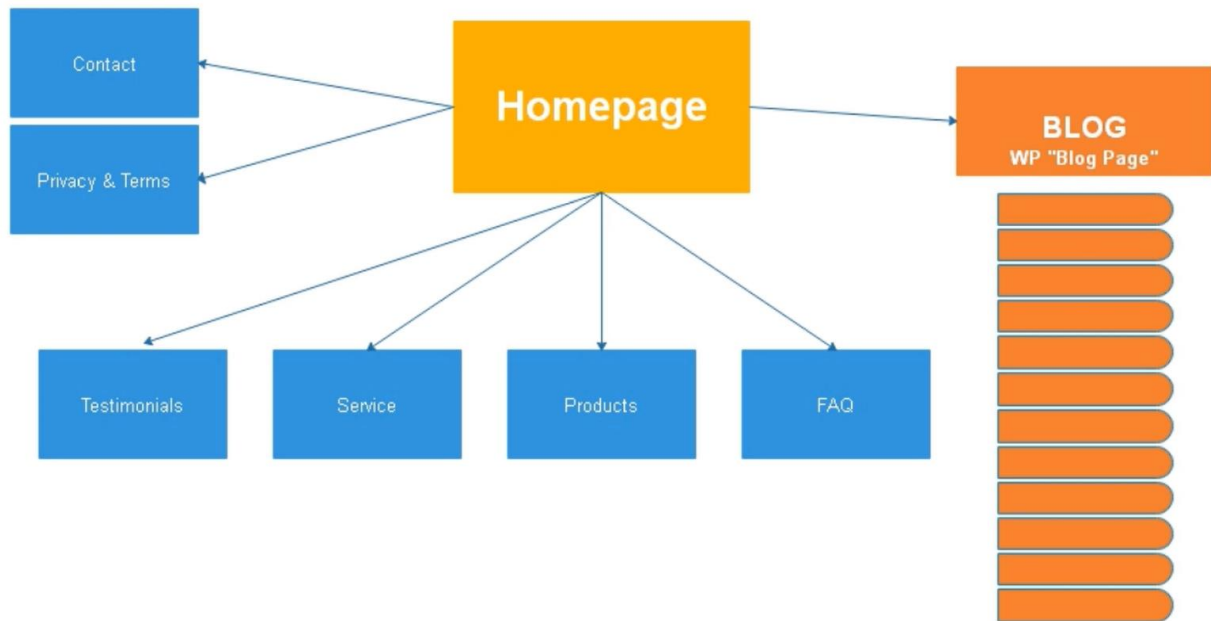 Contact
Homepage
BLOG
WP "Blog Page"
Privacy & Terms
Testimonials
Service
Products
FAQ